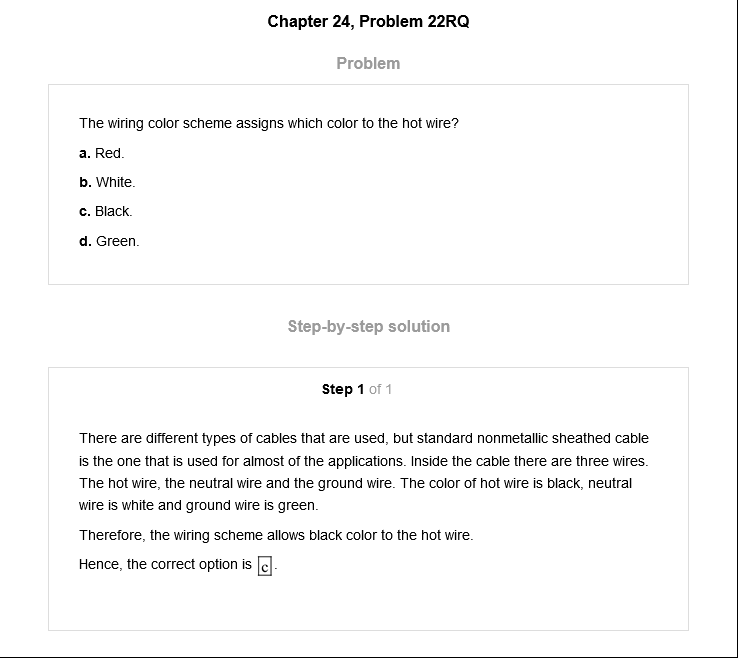 Chapter 24, Problem 22RQ
Problem
The wiring color scheme assigns which color to the hot wire?
a. Red.
b. White.
c. Black.
d. Green.
Step-by-step solution
Step 1 of 1
There are different types of cables that are used, but standard nonmetallic sheathed cable
is the one that is used for almost of the applications. Inside the cable there are three wires.
The hot wire, the neutral wire and the ground wire. The color of hot wire is black, neutral
wire is white and ground wire is green.
Therefore, the wiring scheme allows black color to the hot wire.
Hence, the correct option is c.